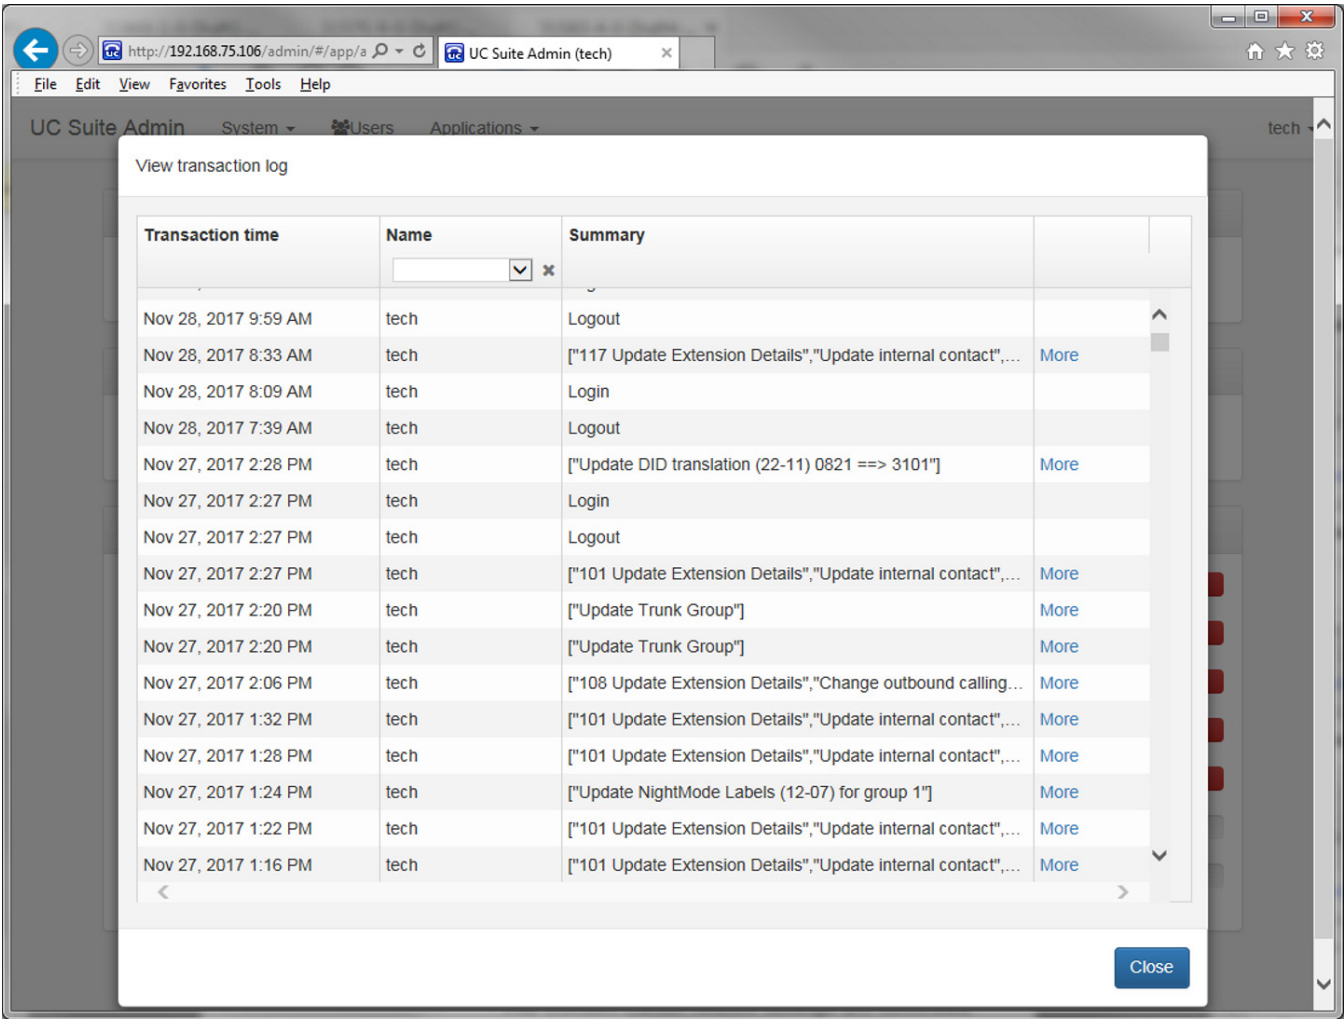 http://192.168.75.106/admin/#/app/a
UC Suite Admin (tech)
File Edit View Favorites Tools Help
UC Suite Admin System Users Applications tech
View transaction log
Transaction time Name Summary
Nov 28, 2017 9:59 AM tech Logout
Nov 28, 2017 8:33 AM tech ["117 Update Extension Details","Update internal contact",... More
Nov 28, 2017 8:09 AM tech Login
Nov 28, 2017 7:39 AM tech Logout
Nov 27, 2017 2:28 PM tech ["Update DID translation (22-11) 0821 ==> 3101"] More
Nov 27, 2017 2:27 PM tech Login
Nov 27, 2017 2:27 PM tech Logout
Nov 27, 2017 2:27 PM tech ["101 Update Extension Details","Update internal contact",... More
Nov 27, 2017 2:20 PM tech ["Update Trunk Group"] More
Nov 27, 2017 2:20 PM tech ["Update Trunk Group"] More
Nov 27, 2017 2:06 PM tech ["108 Update Extension Details","Change outbound calling... More
Nov 27, 2017 1:32 PM tech ["101 Update Extension Details","Update internal contact",... More
Nov 27, 2017 1:28 PM tech ["101 Update Extension Details","Update internal contact",... More
Nov 27, 2017 1:24 PM tech ["Update NightMode Labels (12-07) for group 1"] More
Nov 27, 2017 1:22 PM tech ["101 Update Extension Details","Update internal contact",... More
Nov 27, 2017 1:16 PM tech ["101 Update Extension Details","Update internal contact",... More
Close